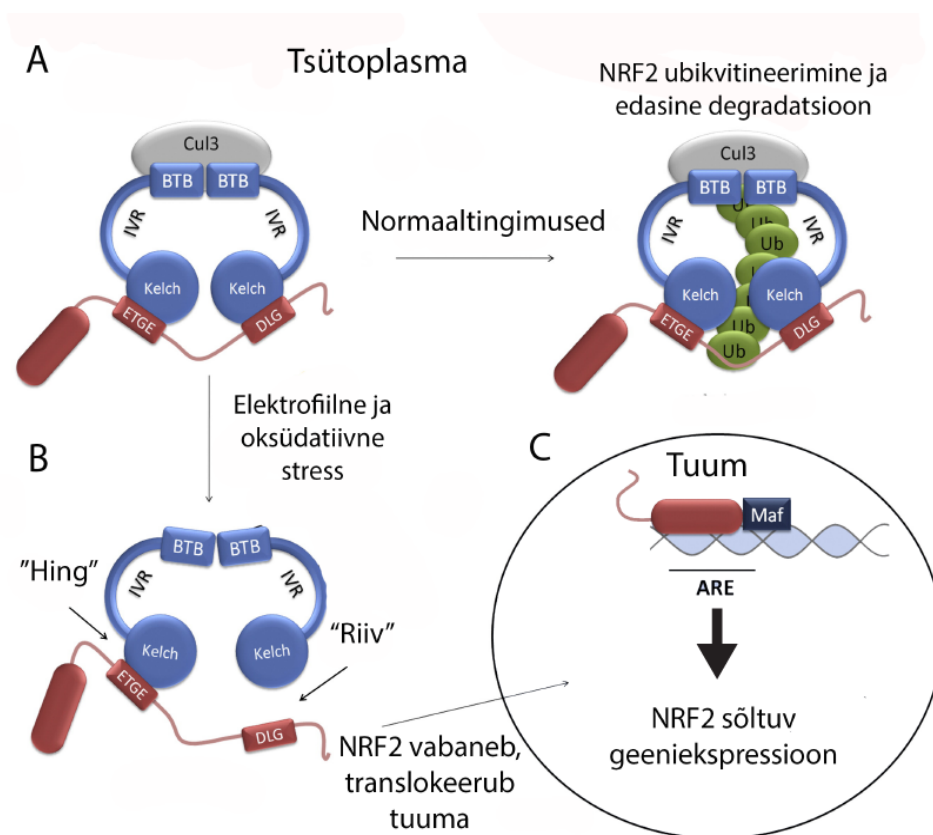 A
Tsütoplasma
NRF2 ubikvitineerimine ja
edasine degradatsioon
Cul3
BTB BTB
IVR IVR
Kelch Kelch
ETGE DLG
Normaaltingimused
Cul3
BTB BTB
Ub
Ub
Ub
U
Ub
IVR IVR
Kelch Kelch
ETGE DLG
Elektrofiilne ja
oksüdatiivne
stress
B
BTB BTB
IVR IVR
"Hing"
"Riiv"
Kelch Kelch
ETGE
DLG
NRF2 vabaneb,
translokeerub
tuuma
C
Tuum
Maf
ARE
NRF2 sõltuv
geeniekspressioon